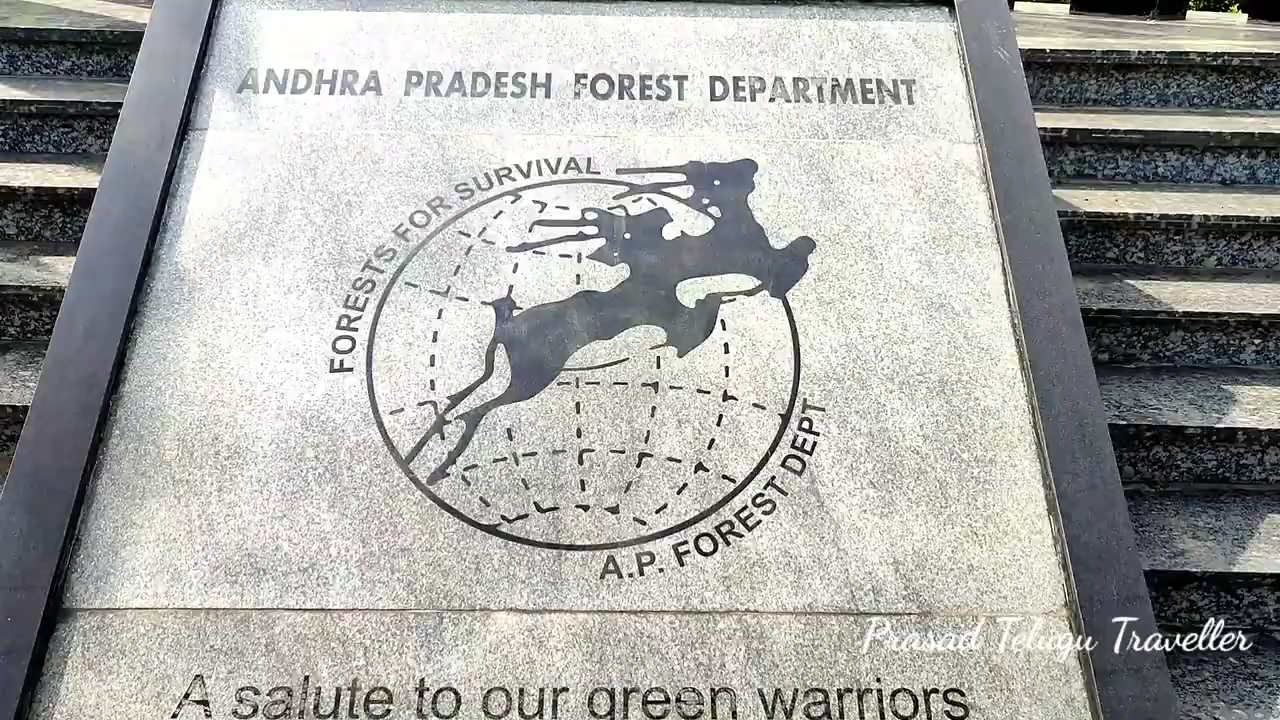 ANDHRA PRADESH FOREST DEPARTMENT
FORESTS FOR SURVIVAL
A.P. FOREST DEPT
Prasad Telugu Traveller
A salute to our green warriors